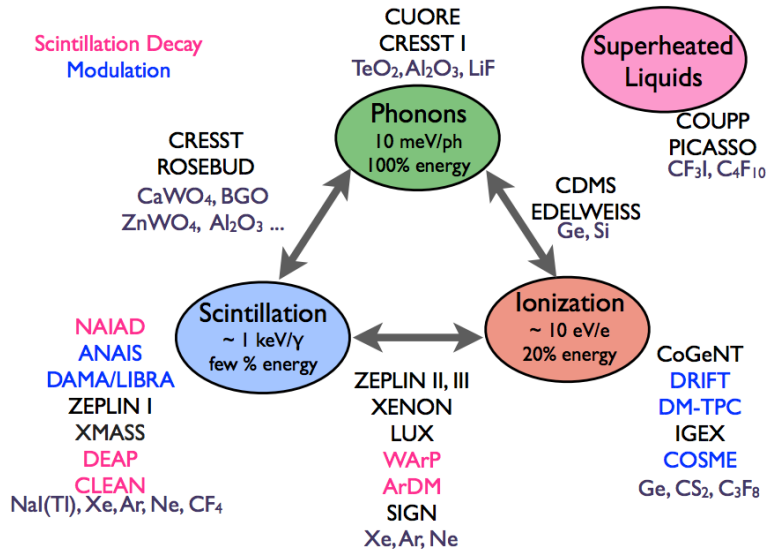 Scintillation Decay
Modulation
CUORE
CRESST I
TeO₂, Al₂O₃, LiF
Superheated
Liquids
COUPP
PICASSO
CF₃I, C₄F₁₀
Phonons
10 meV/ph
100% energy
CRESST
ROSEBUD
CaWO₄, BGO
ZnWO₄, Al₂O₃ ...
CDMS
EDELWEISS
Ge, Si
Scintillation
~ 1 keV/γ
few % energy
Ionization
~ 10 eV/e
20% energy
NAIAD
ANAIS
DAMA/LIBRA
ZEPLIN I
XMASS
DEAP
CLEAN
NaI(Tl), Xe, Ar, Ne, CF₄
ZEPLIN II, III
XENON
LUX
WArP
ArDM
SIGN
Xe, Ar, Ne
CoGeNT
DRIFT
DM-TPC
IGEX
COSME
Ge, CS₂, C₃F₈